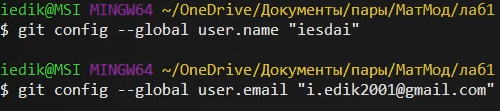 iedik@MSI MINGW64 ~/OneDrive/Документы/пары/МатМод/лаб1
$ git config --global user.name "iesdai"
iedik@MSI MINGW64 ~/OneDrive/Документы/пары/МатМод/лаб1
$ git config --global user.email "i.edik2001@gmail.com"